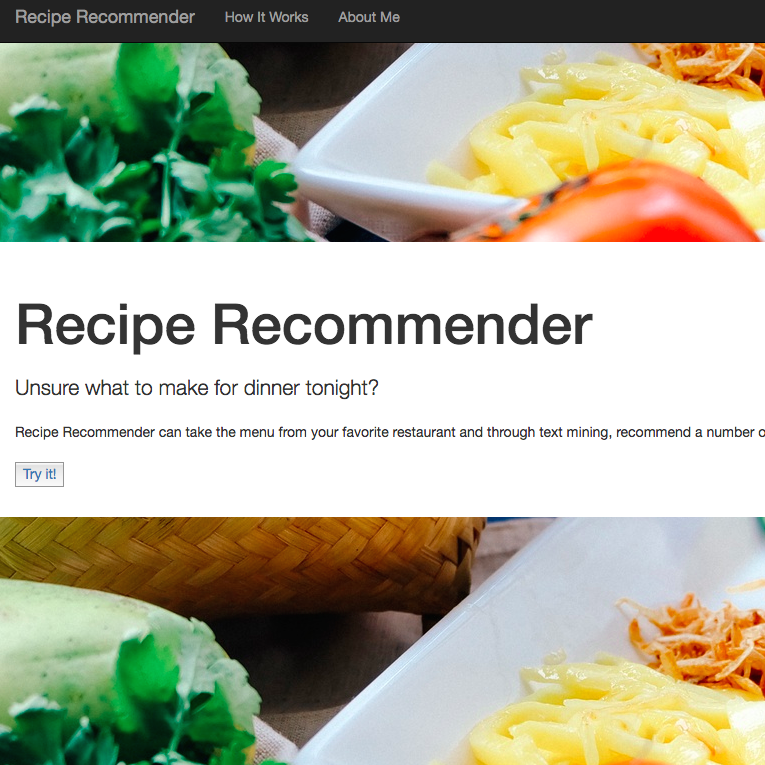 Recipe Recommender How It Works About Me
Recipe Recommender
Unsure what to make for dinner tonight?
Recipe Recommender can take the menu from your favorite restaurant and through text mining, recommend a number
Try it!